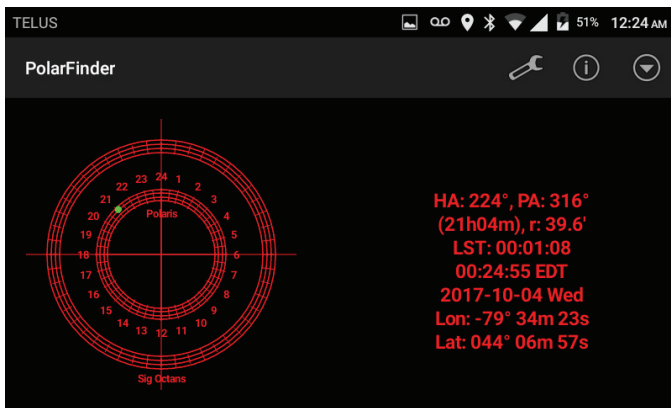 TELUS 51% 12:24 AM
PolarFinder
24
23 1
22 2
21 3
Polaris
20 4
19 5
18 6
17 7
16 8
15 9
14 10
13 11
12
Sig Octans
HA: 224°, PA: 316°
(21h04m), r: 39.6'
LST: 00:01:08
00:24:55 EDT
2017-10-04 Wed
Lon: -79° 34m 23s
Lat: 044° 06m 57s